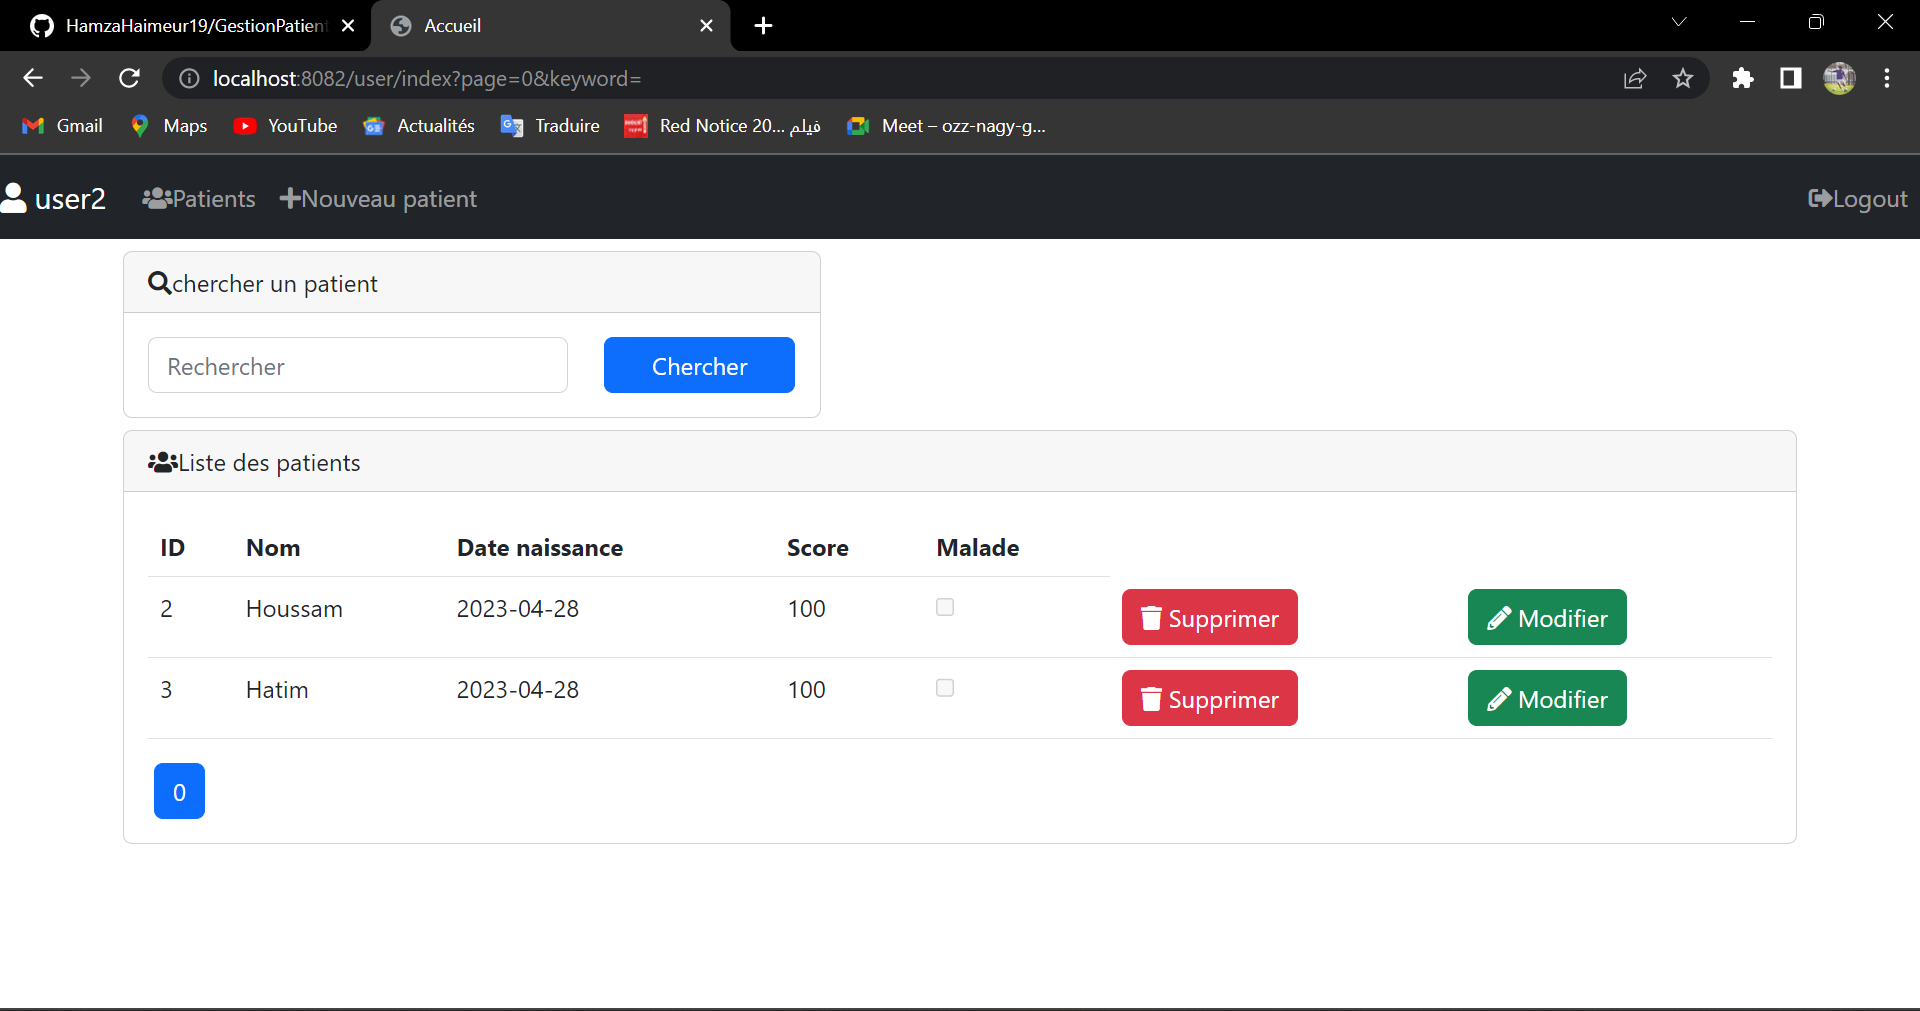 HamzaHaimeur19/GestionPatient
Accueil
localhost:8082/user/index?page=0&keyword=
Gmail
Maps
YouTube
Actualités
Traduire
Red Notice 20... فيلم
Meet – ozz-nagy-g...
user2
Patients
Nouveau patient
Logout
chercher un patient
Rechercher
Chercher
Liste des patients
ID Nom Date naissance Score Malade
2 Houssam 2023-04-28 100 Supprimer Modifier
3 Hatim 2023-04-28 100 Supprimer Modifier
0